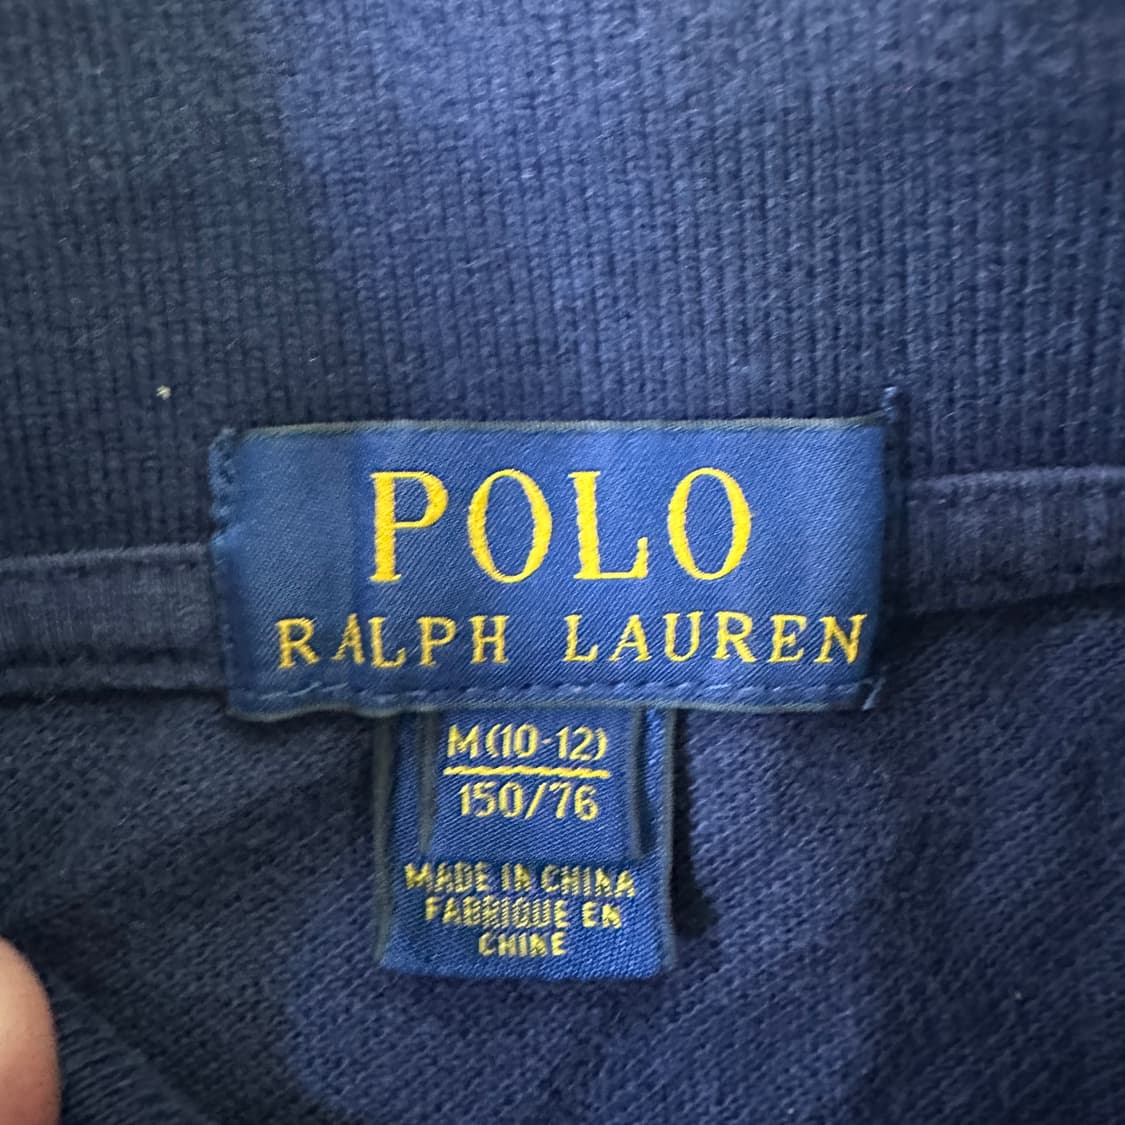 POLO
RALPH LAUREN
M(10-12)
150/76
MADE IN CHINA
FABRIQUE EN
CHINE